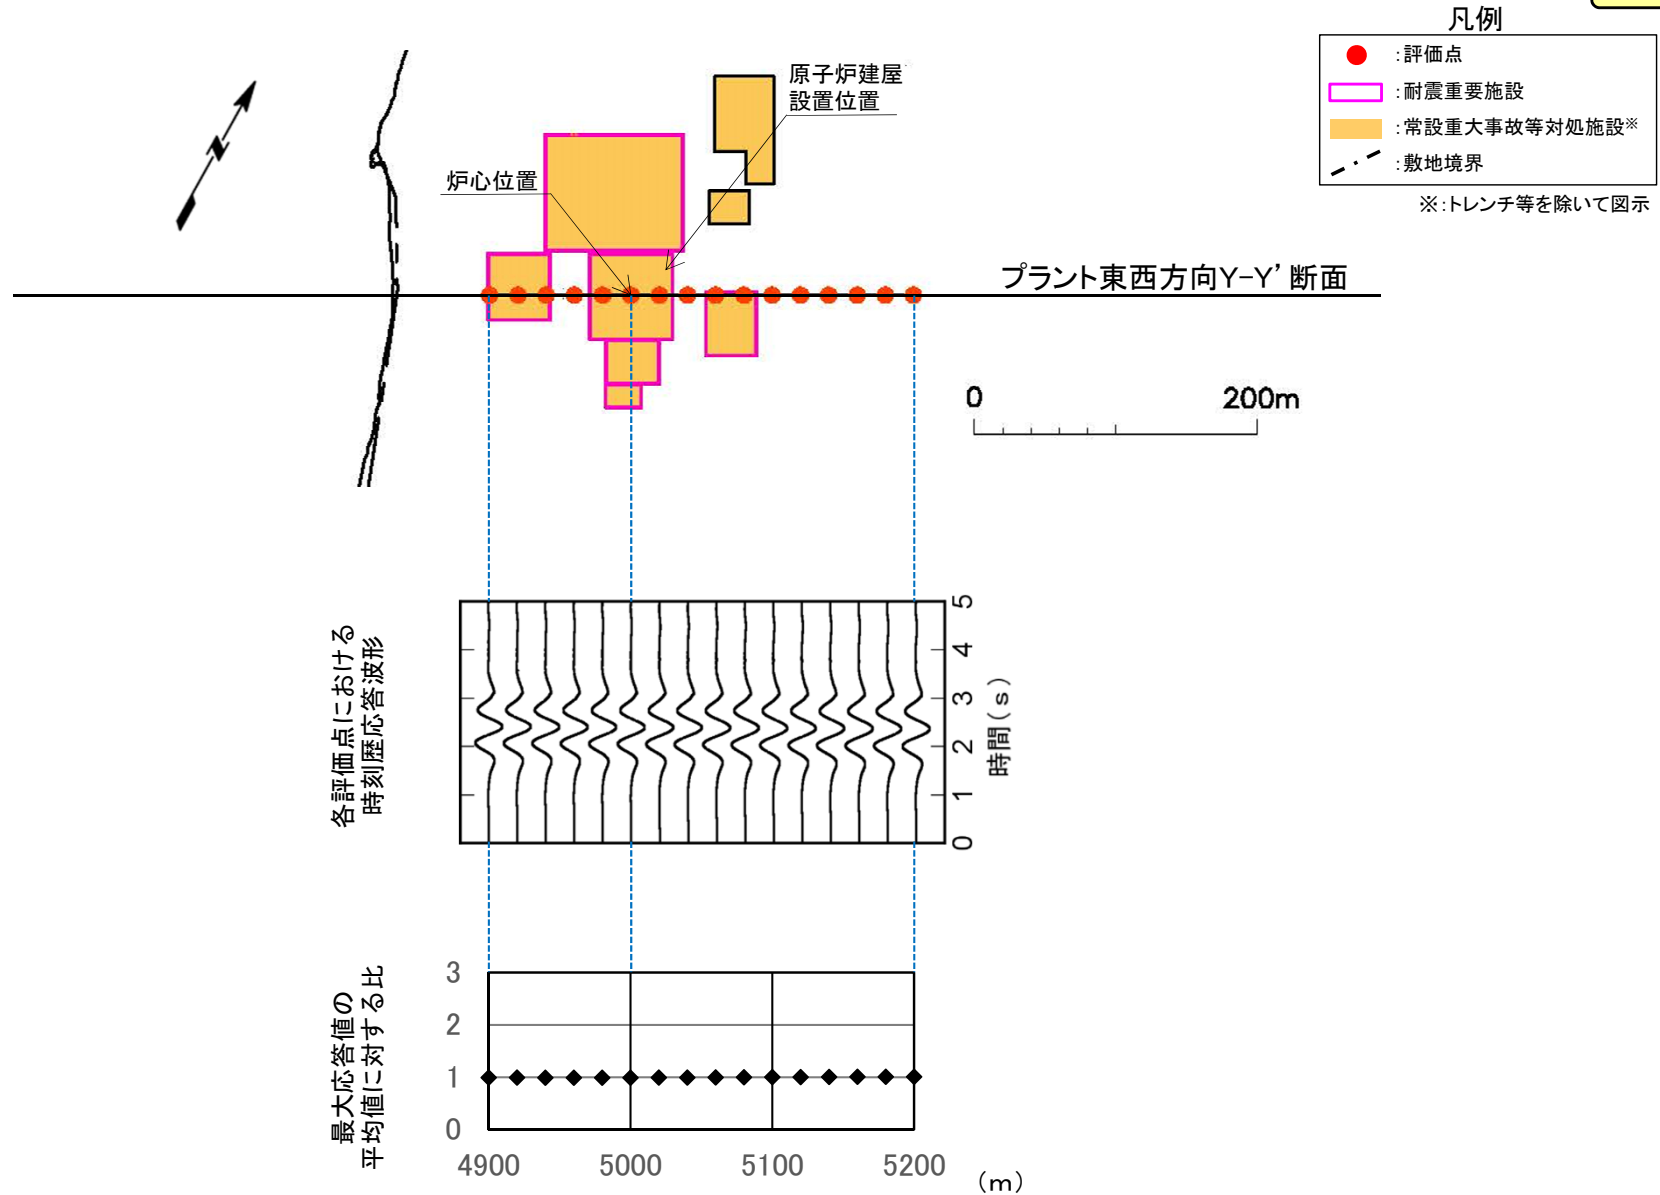 凡例
:評価点
:耐震重要施設
:常設重大事故等対処施設※
:敷地境界
※:トレンチ等を除いて図示
N
原子炉建屋
設置位置
炉心位置
プラント東西方向Y-Y’断面
0 200m
各評価点における
時刻歴応答波形
5
4
3
2
1
0
時間(s)
最大応答値の
平均値に対する比
3
2
1
0
4900 5000 5100 5200
(m)